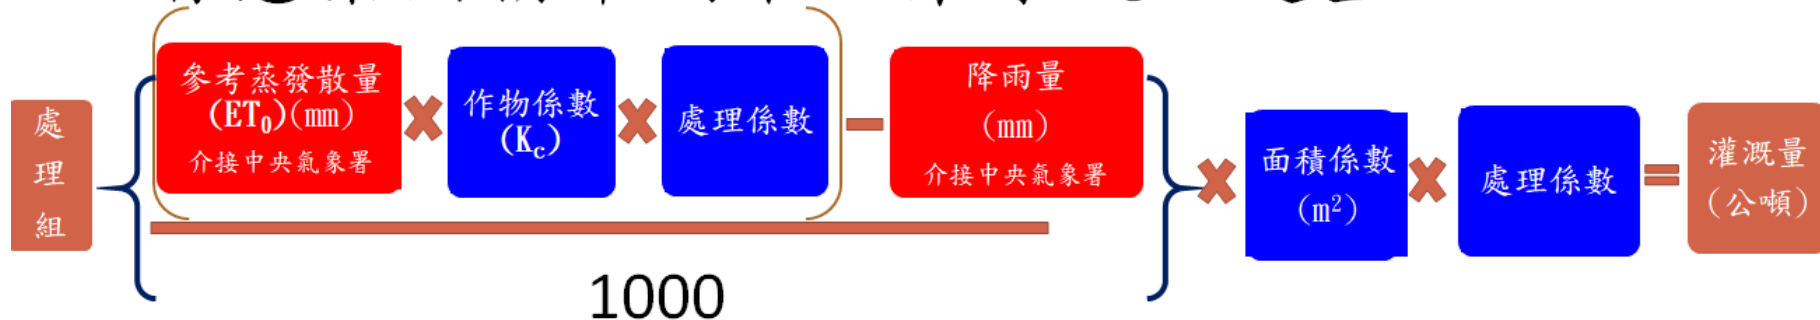 處
理
組
參考蒸發散量
(ET₀)(mm)
介接中央氣象署
作物係數
(K_c)
處理係數
降雨量
(mm)
介接中央氣象署
1000
面積係數
(m²)
處理係數
灌溉量
(公噸)